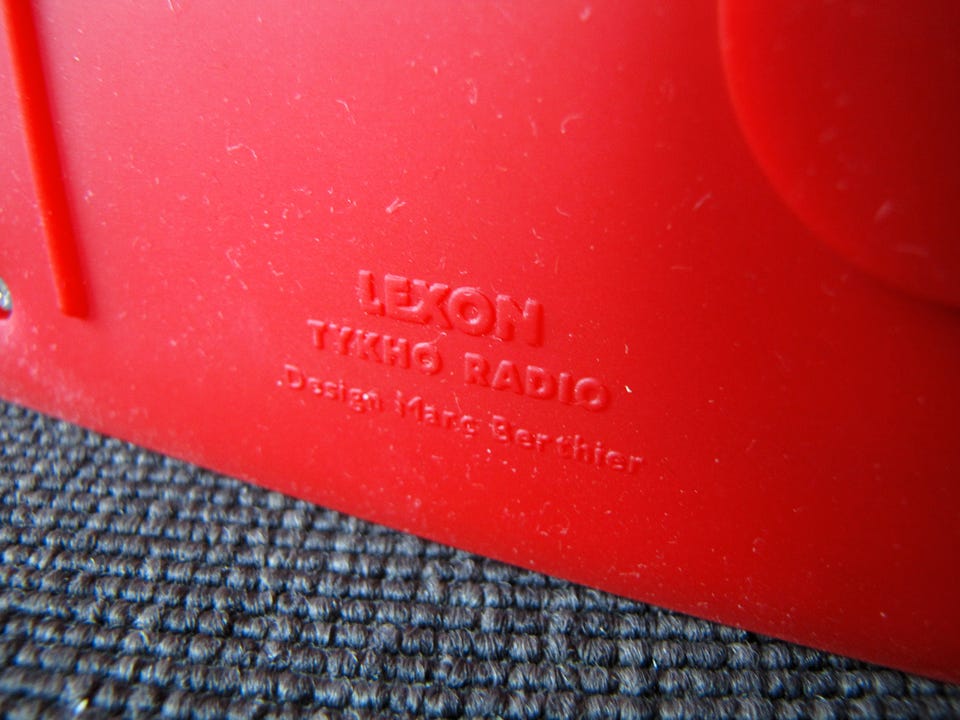 LEXON
TYKHO RADIO
Design Marc Berthier